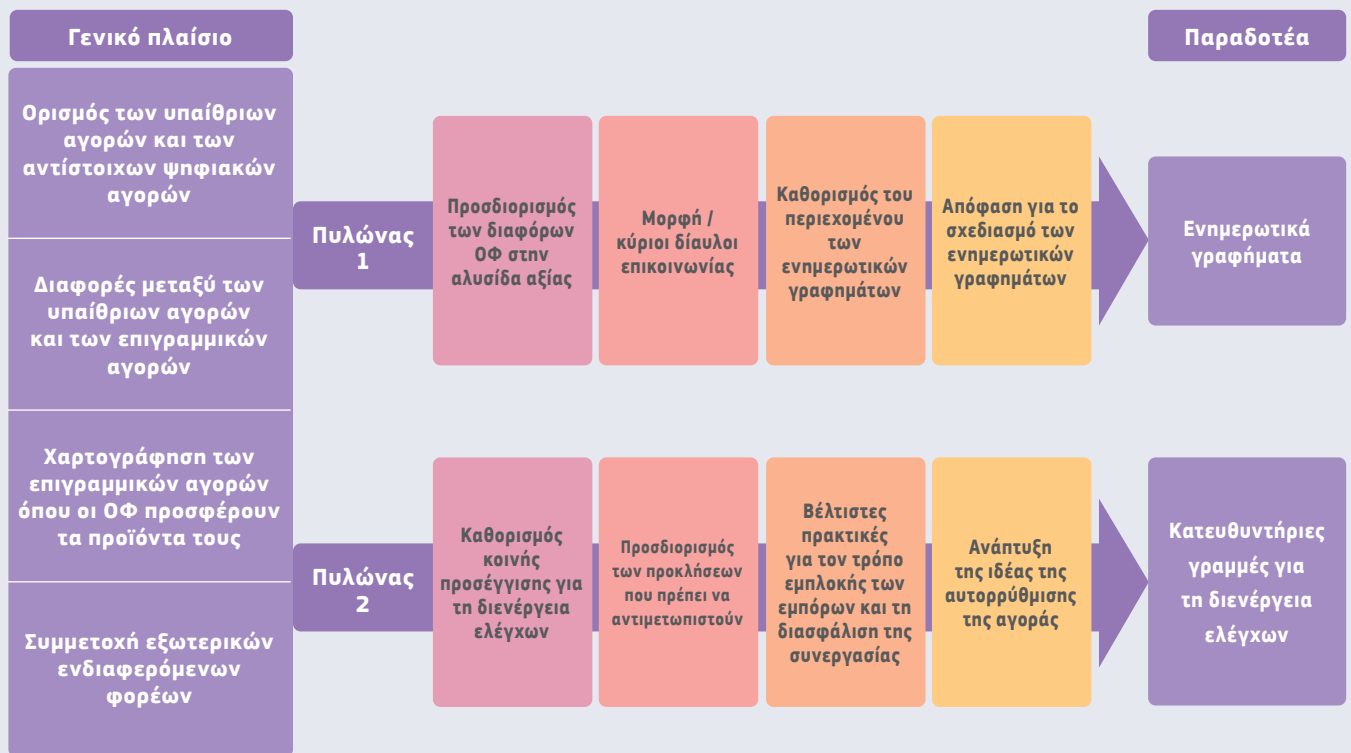 Γενικό πλαίσιο
Ορισμός των υπαίθριων
αγορών και των
αντίστοιχων ψηφιακών
αγορών
Διαφορές μεταξύ των
υπαίθριων αγορών
και των επιγραμμικών
αγορών
Χαρτογράφηση των
επιγραμμικών αγορών
όπου οι ΟΦ προσφέρουν
τα προϊόντα τους
Συμμετοχή εξωτερικών
ενδιαφερόμενων
φορέων
Πυλώνας
1
Προσδιορισμός
των διαφόρων
ΟΦ στην
αλυσίδα αξίας
Μορφή /
κύριοι δίαυλοι
επικοινωνίας
Καθορισμός του
περιεχομένου
των
ενημερωτικών
γραφημάτων
Απόφαση για το
σχεδιασμό των
ενημερωτικών
γραφημάτων
Πυλώνας
2
Καθορισμός
κοινής
προσέγγισης για
τη διενέργεια
ελέγχων
Προσδιορισμός
των προκλήσεων
που πρέπει να
αντιμετωπιστούν
Βέλτιστες
πρακτικές
για τον τρόπο
εμπλοκής των
εμπόρων και τη
διασφάλιση της
συνεργασίας
Ανάπτυξη
της ιδέας της
αυτορρύθμισης
της αγοράς
Παραδοτέα
Ενημερωτικά
γραφήματα
Κατευθυντήριες
γραμμές για
τη διενέργεια
ελέγχων